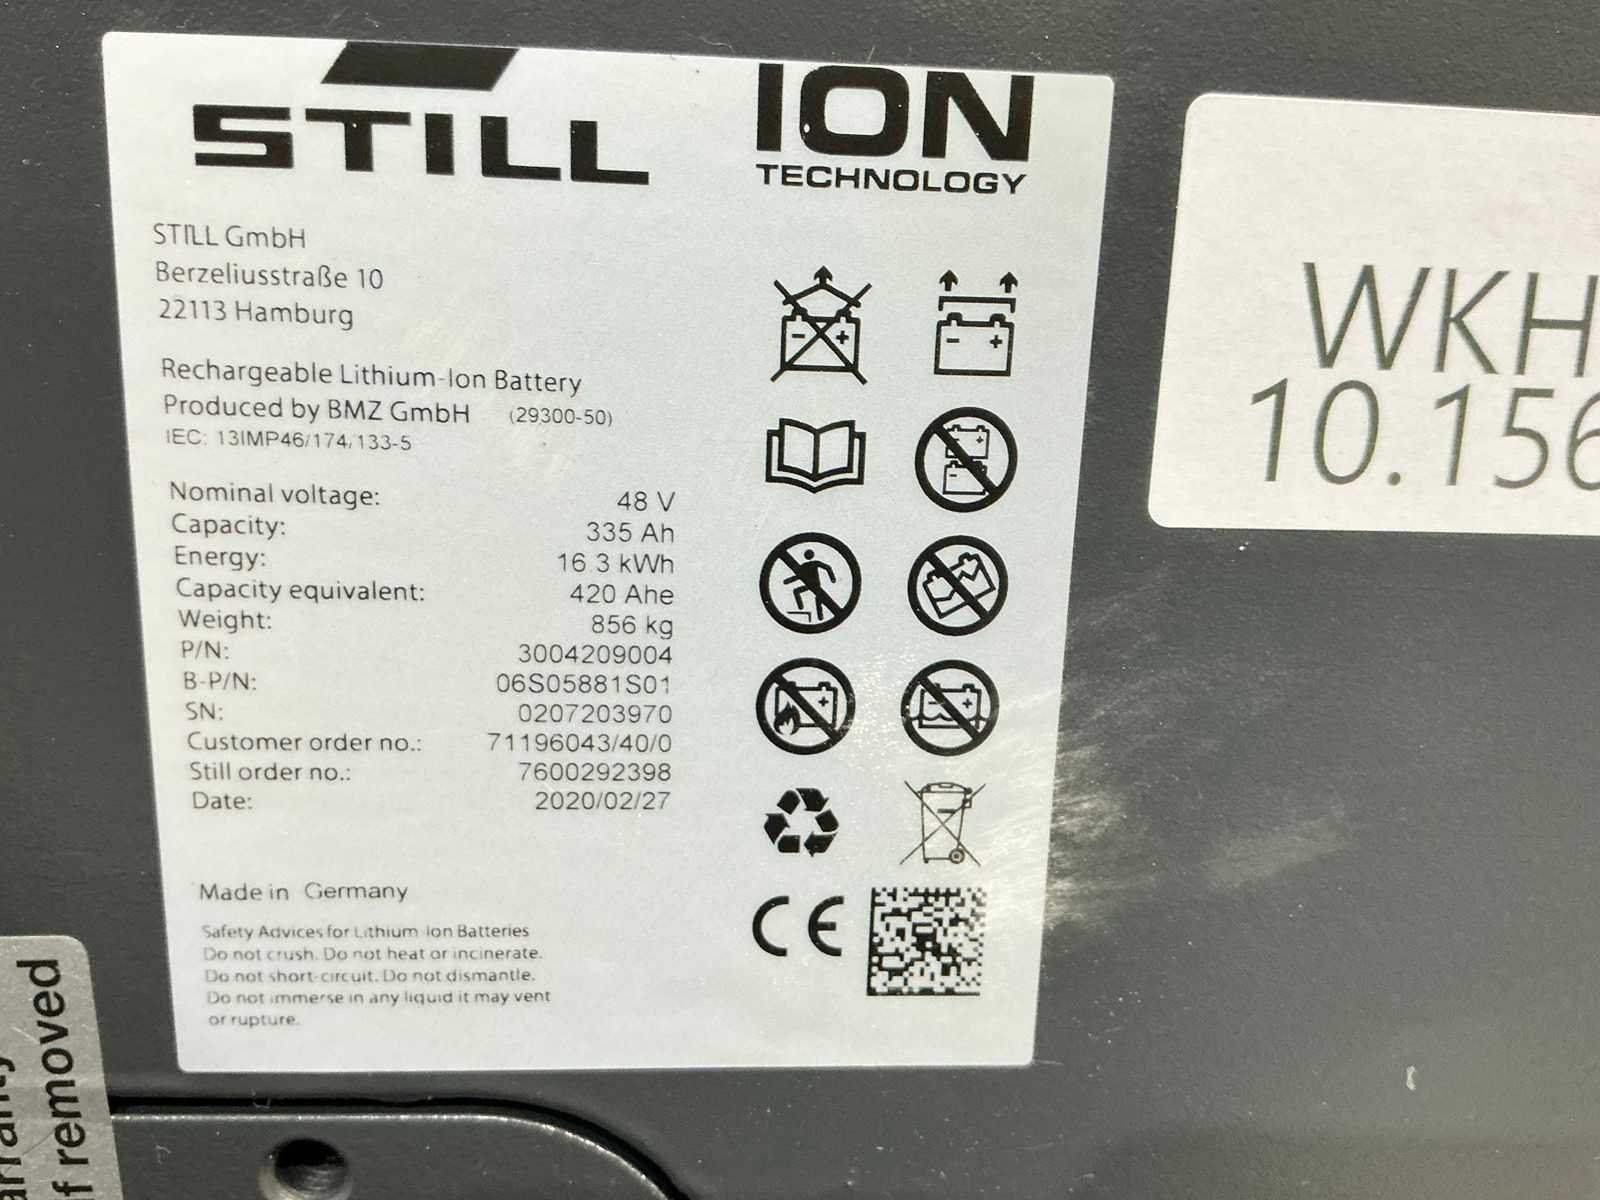 STILL
ION
TECHNOLOGY
STILL GmbH
Berzeliusstraße 10
22113 Hamburg
Rechargeable Lithium-Ion Battery
Produced by BMZ GmbH (29300-50)
IEC: 13IMP46/174/133-5
Nominal voltage: 48 V
Capacity: 335 Ah
Energy: 16.3 kWh
Capacity equivalent: 420 Ahe
Weight: 856 kg
P/N: 3004209004
B-P/N: 06S05881S01
SN: 0207203970
Customer order no.: 71196043/40/0
Still order no.: 7600292398
Date: 2020/02/27
Made in Germany
Safety Advices for Lithium Ion Batteries
Do not crush. Do not heat or incinerate.
Do not short-circuit. Do not dismantle.
Do not immerse in any liquid it may vent
or rupture.
CE
WKH
10.156
if removed